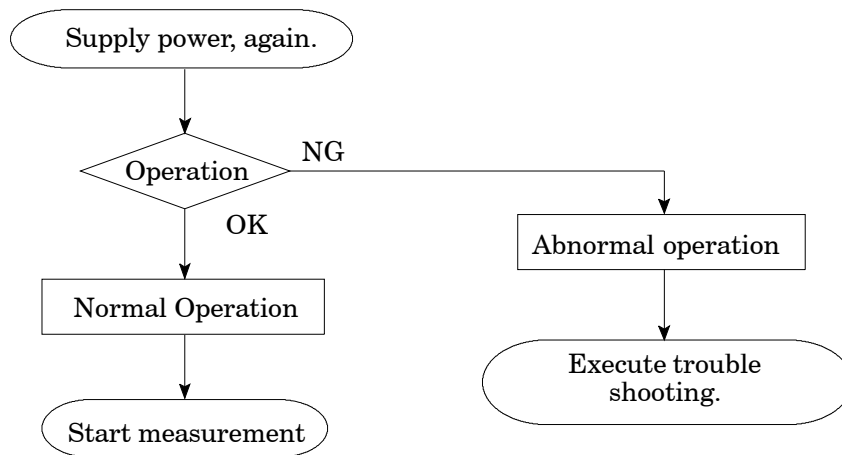 Supply power, again.
Operation
NG
OK
Abnormal operation
Normal Operation
Execute trouble
shooting.
Start measurement